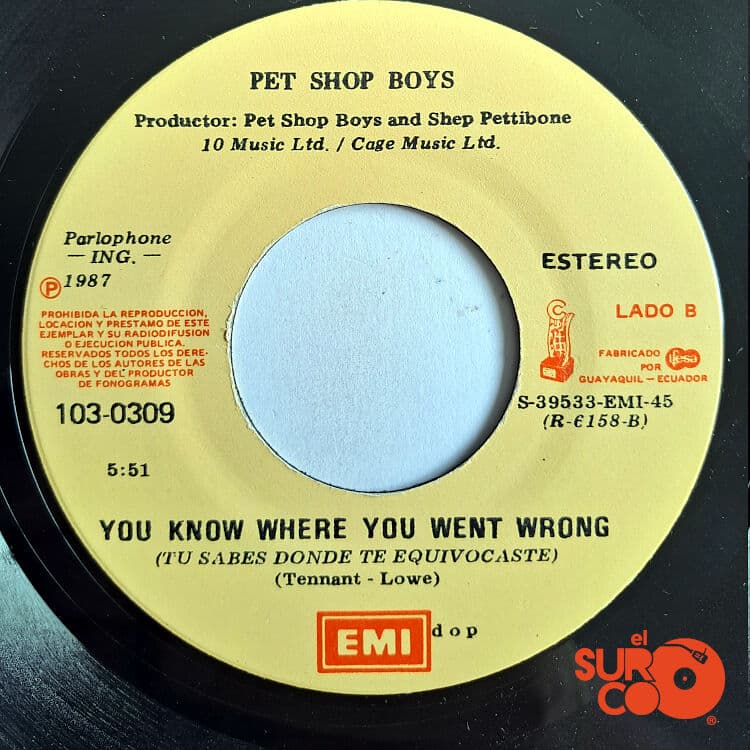 PET SHOP BOYS
Productor: Pet Shop Boys and Shep Pettibone
10 Music Ltd. / Cage Music Ltd.
Parlophone
— ING. —
Ⓟ 1987
PROHIBIDA LA REPRODUCCION,
LOCACION Y PRESTAMO DE ESTE
EJEMPLAR Y SU RADIODIFUSION
O EJECUCION PUBLICA.
RESERVADOS TODOS LOS DERE-
CHOS DE LOS AUTORES DE LAS
OBRAS Y DEL PRODUCTOR
DE FONOGRAMAS
103-0309
5:51
ESTEREO
LADO B
FABRICADO
POR
ifesa
GUAYAQUIL — ECUADOR
S-39533-EMI-45
(R-6158-B)
YOU KNOW WHERE YOU WENT WRONG
(TU SABES DONDE TE EQUIVOCASTE)
(Tennant - Lowe)
EMI
dop
el
SUR
CO
®